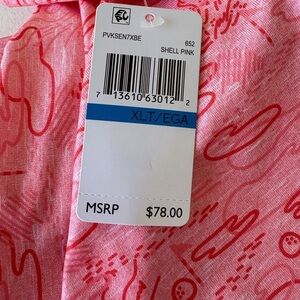 PVKSEN7XBE
652
SHELL PINK
7 13610 63012 2
XLT/EGA
MSRP $78.00